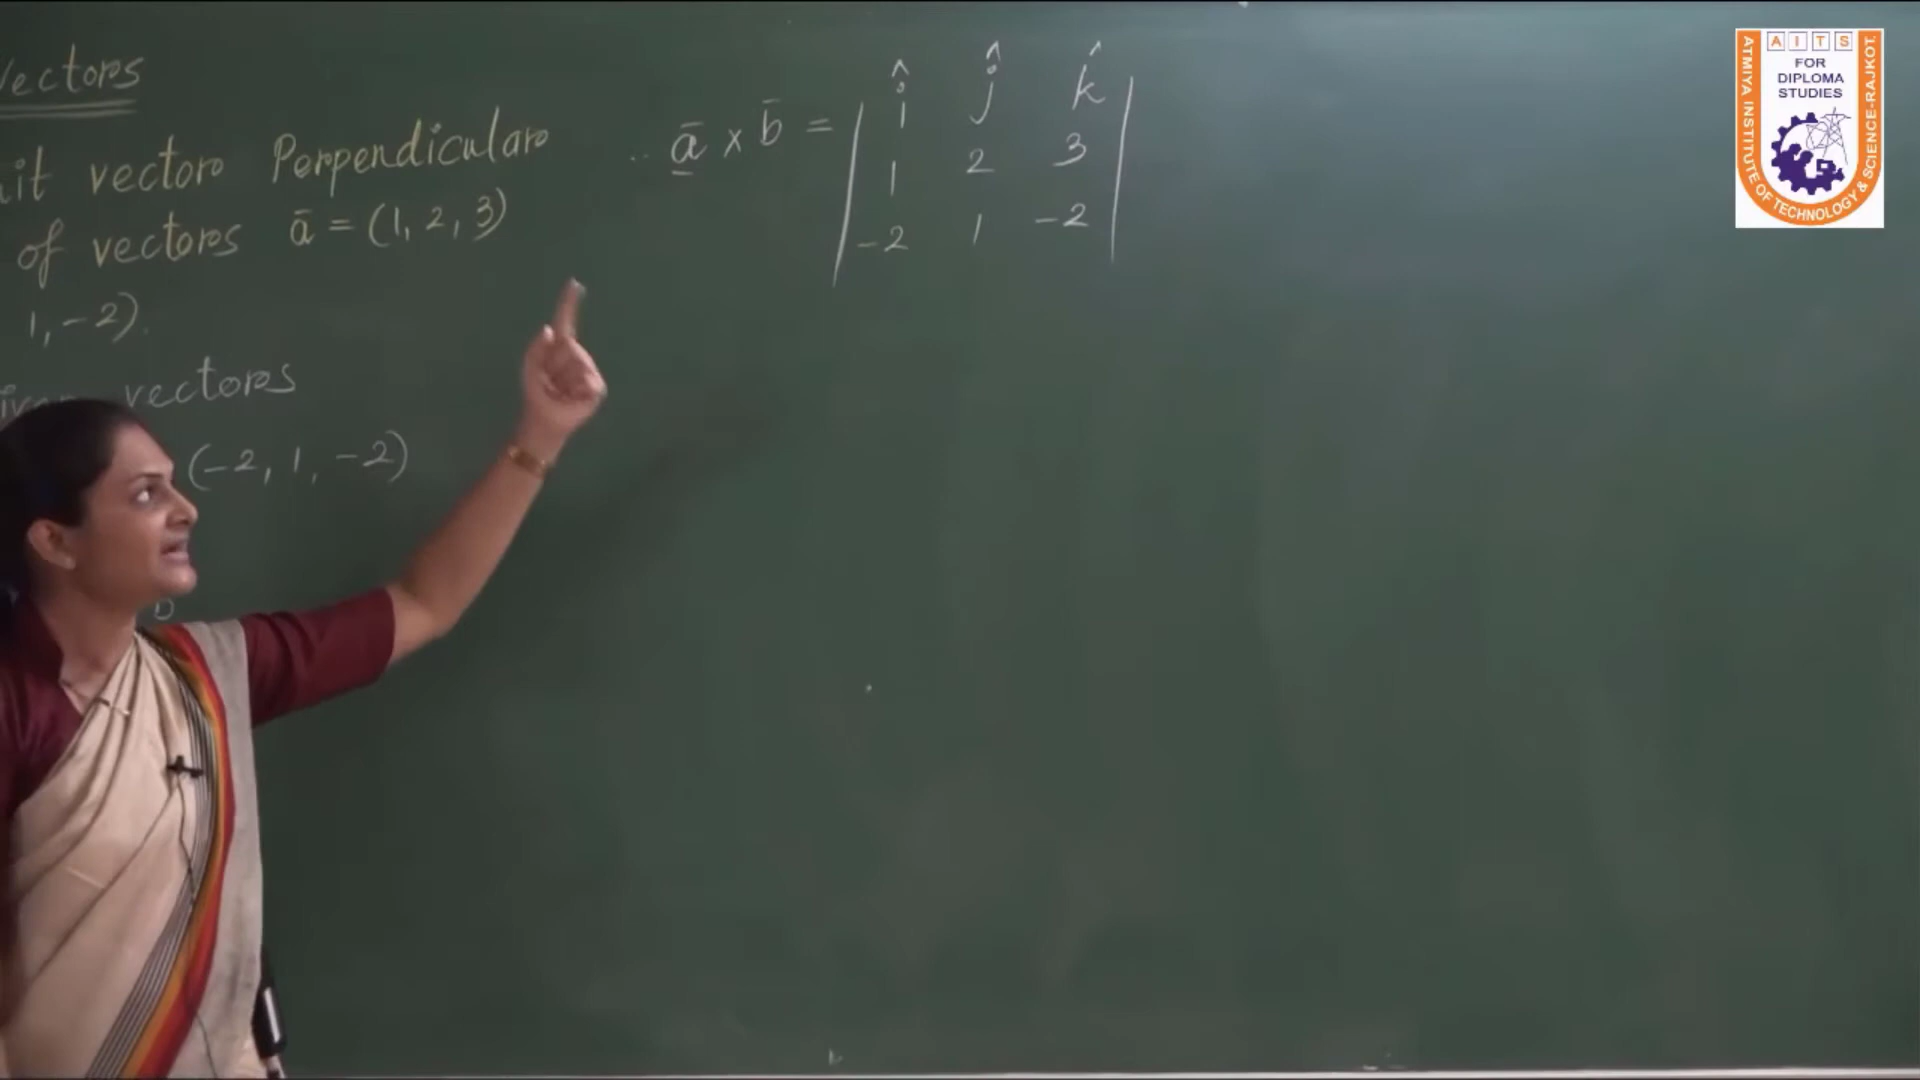 Vectors
vector Perpendicular
of vectors ā = (1, 2, 3)
1, -2).
vectors
(-2, 1, -2)
∴ ā × b̄ = | î ĵ k̂ |
| 1 2 3 |
| -2 1 -2 |
AITS
FOR
DIPLOMA
STUDIES
ATMIYA INSTITUTE OF TECHNOLOGY & SCIENCE-RAJKOT.